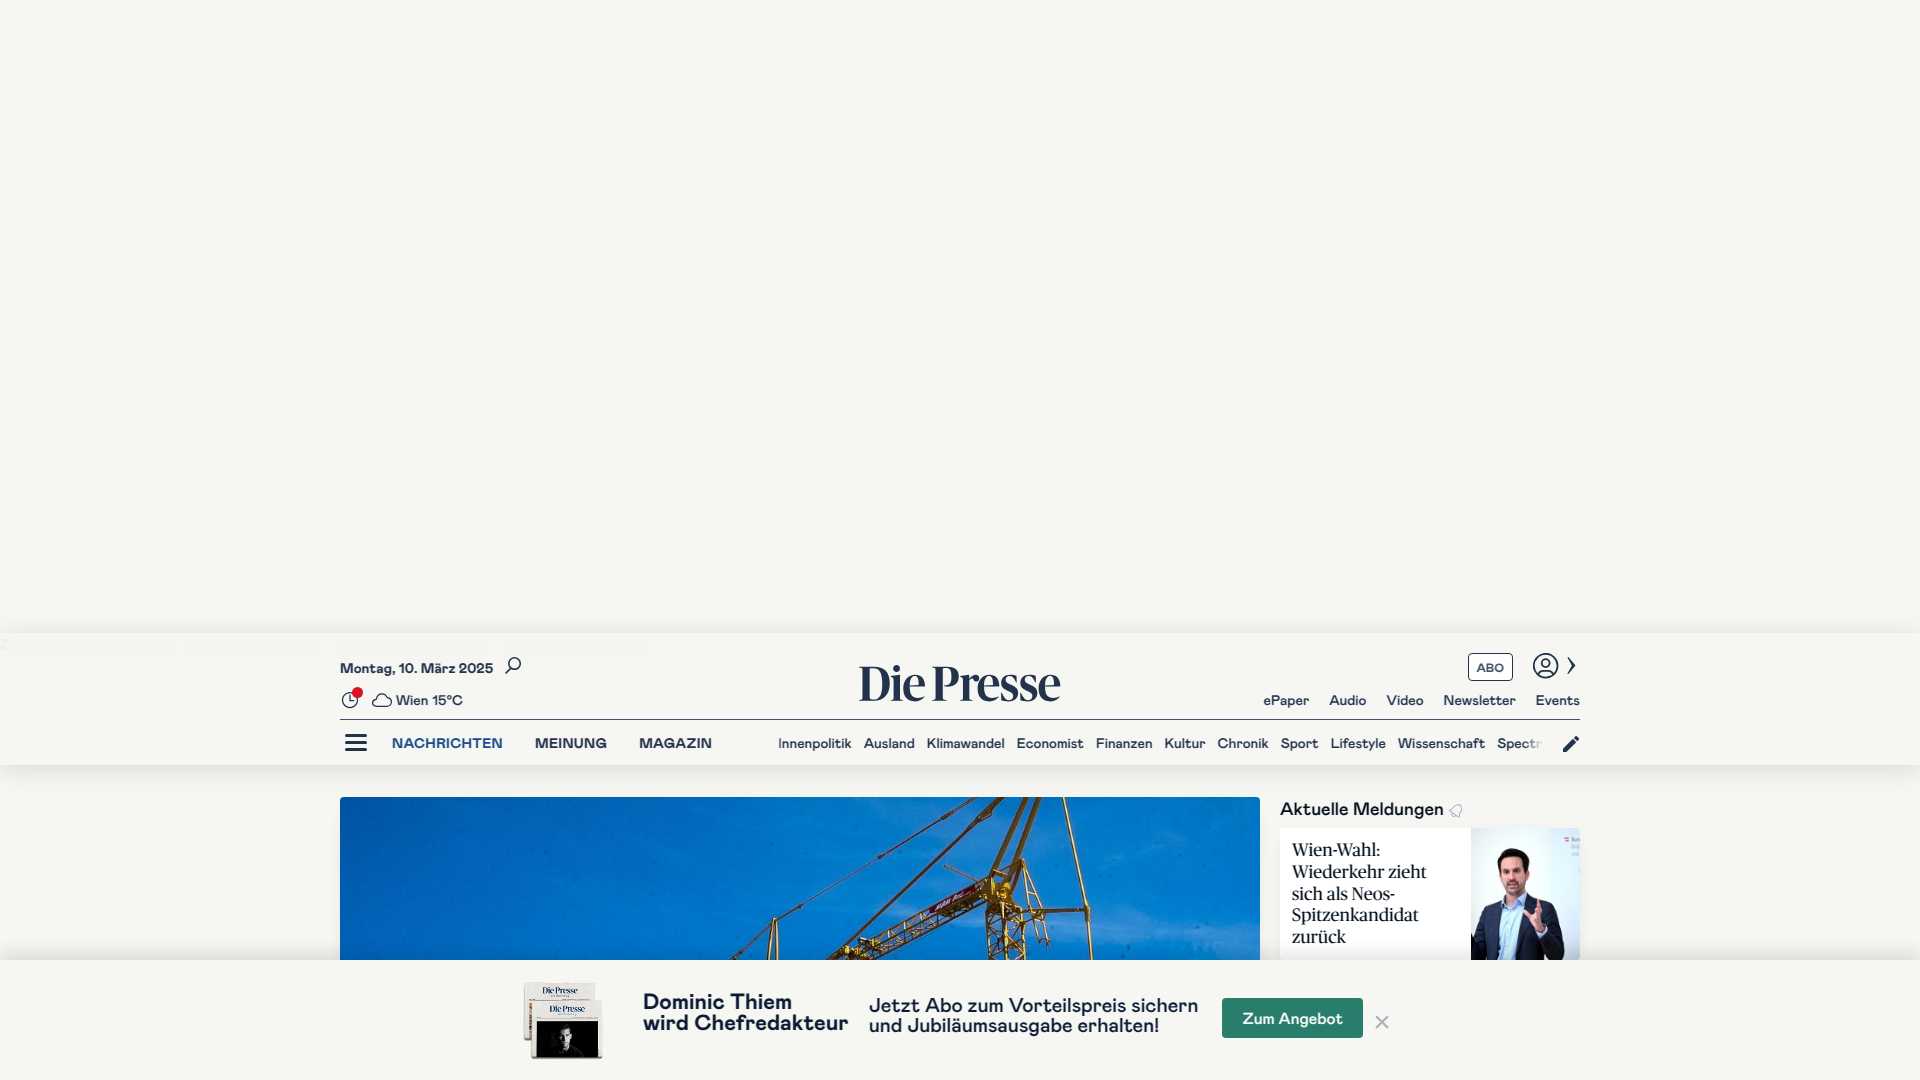 Montag, 10. März 2025
Wien 15°C
Die Presse
ABO
ePaper Audio Video Newsletter Events
NACHRICHTEN MEINUNG MAGAZIN
Innenpolitik Ausland Klimawandel Economist Finanzen Kultur Chronik Sport Lifestyle Wissenschaft Spectr
Aktuelle Meldungen
Wien-Wahl:
Wiederkehr zieht
sich als Neos-
Spitzenkandidat
zurück
Die Presse
Die Presse
Dominic Thiem
wird Chefredakteur
Jetzt Abo zum Vorteilspreis sichern
und Jubiläumsausgabe erhalten!
Zum Angebot